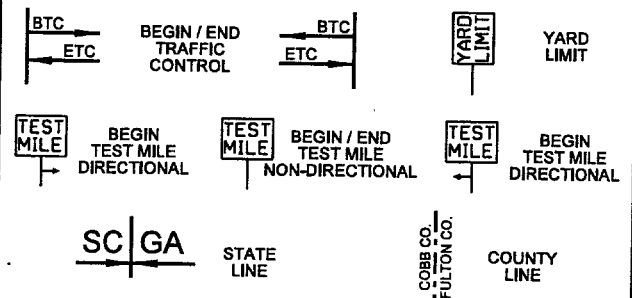 BTC
ETC
BEGIN / END
TRAFFIC
CONTROL
BTC
ETC
YARD
LIMIT
YARD
LIMIT
TEST
MILE
BEGIN
TEST MILE
DIRECTIONAL
TEST
MILE
BEGIN / END
TEST MILE
NON-DIRECTIONAL
TEST
MILE
BEGIN
TEST MILE
DIRECTIONAL
SC GA
STATE
LINE
COBB CO.
FULTON CO.
COUNTY
LINE